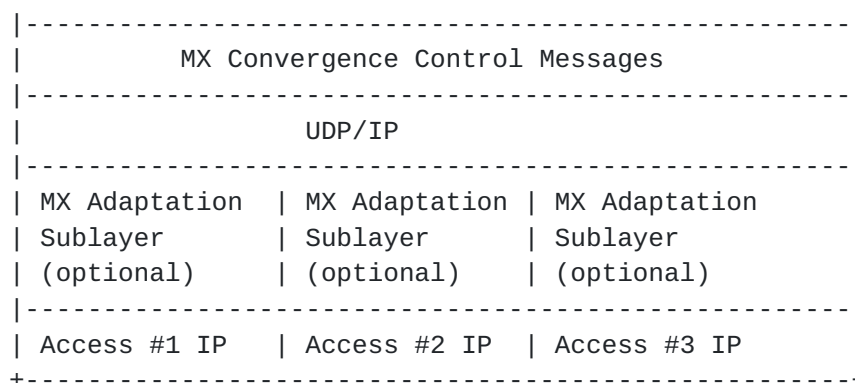 |-----------------------------------------------------
| MX Convergence Control Messages
|-----------------------------------------------------
| UDP/IP
|-----------------------------------------------------
| MX Adaptation | MX Adaptation | MX Adaptation
| Sublayer | Sublayer | Sublayer
| (optional) | (optional) | (optional)
|-----------------------------------------------------
| Access #1 IP | Access #2 IP | Access #3 IP
+-----------------------------------------------------